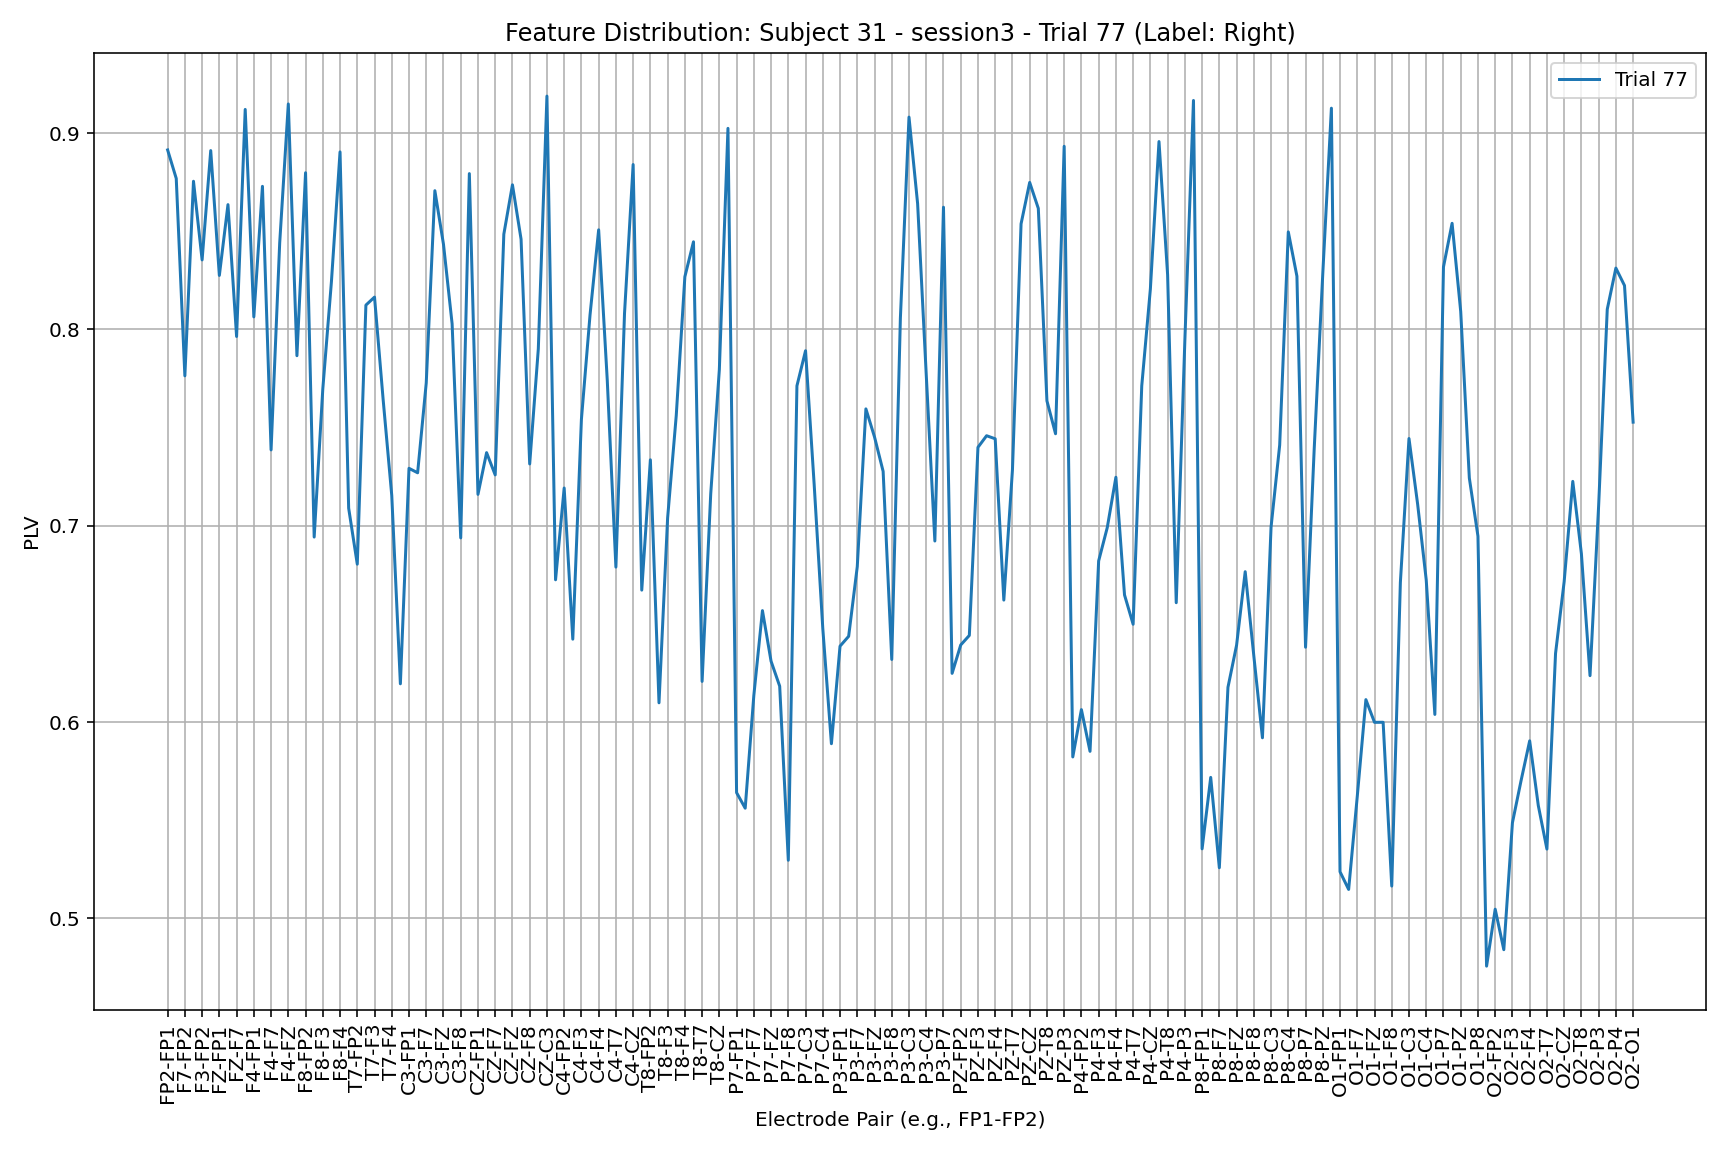 Feature Distribution: Subject 31 - session3 - Trial 77 (Label: Right)
Trial 77
PLV
0.9
0.8
0.7
0.6
0.5
FP2-FP1
F7-FP2
F3-FP2
FZ-FP1
FZ-F7
F4-FP1
F4-F7
F4-FZ
F8-FP2
F8-F3
F8-F4
T7-FP2
T7-F3
T7-F4
C3-FP1
C3-F7
C3-FZ
C3-F8
CZ-FP1
CZ-F7
CZ-FZ
CZ-F8
CZ-C3
C4-FP2
C4-F3
C4-F4
C4-T7
C4-CZ
T8-FP2
T8-F3
T8-F4
T8-T7
T8-CZ
P7-FP1
P7-F7
P7-FZ
P7-F8
P7-C3
P7-C4
P3-FP1
P3-F7
P3-FZ
P3-F8
P3-C3
P3-C4
P3-P7
PZ-FP2
PZ-F3
PZ-F4
PZ-T7
PZ-CZ
PZ-T8
PZ-P3
P4-FP2
P4-F3
P4-F4
P4-T7
P4-CZ
P4-T8
P4-P3
P8-FP1
P8-F7
P8-FZ
P8-F8
P8-C3
P8-C4
P8-P7
P8-PZ
O1-FP1
O1-F7
O1-FZ
O1-F8
O1-C3
O1-C4
O1-P7
O1-PZ
O1-P8
O2-FP2
O2-F3
O2-F4
O2-T7
O2-CZ
O2-T8
O2-P3
O2-P4
O2-O1
Electrode Pair (e.g., FP1-FP2)